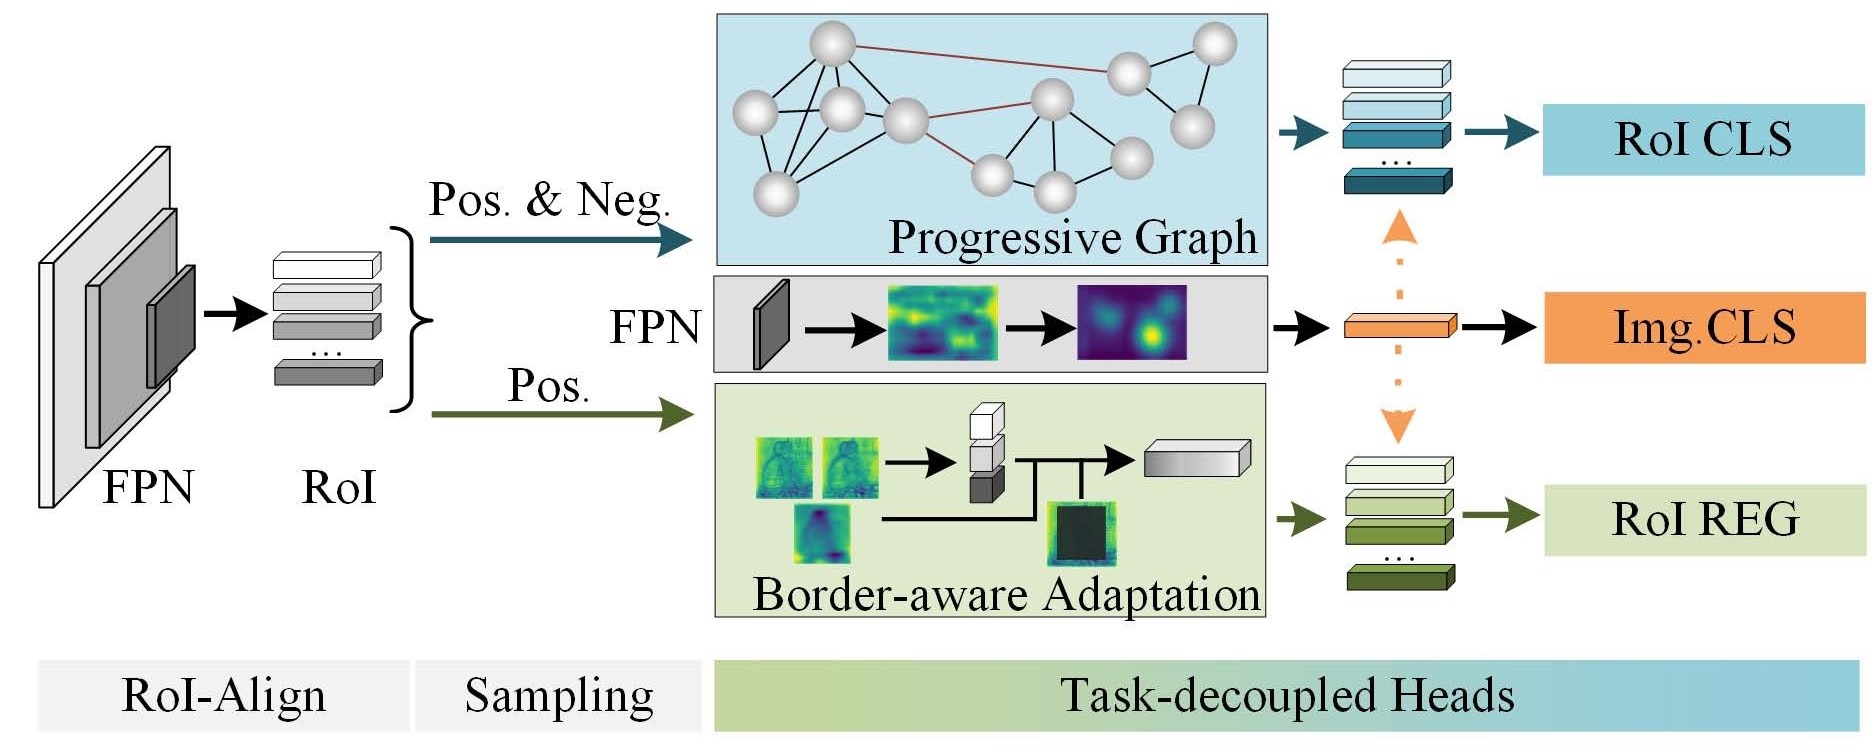 Pos. & Neg.
Progressive Graph
RoI CLS
FPN
Img.CLS
Pos.
...
FPN
RoI
Border-aware Adaptation
RoI REG
...
...
RoI-Align
Sampling
Task-decoupled Heads